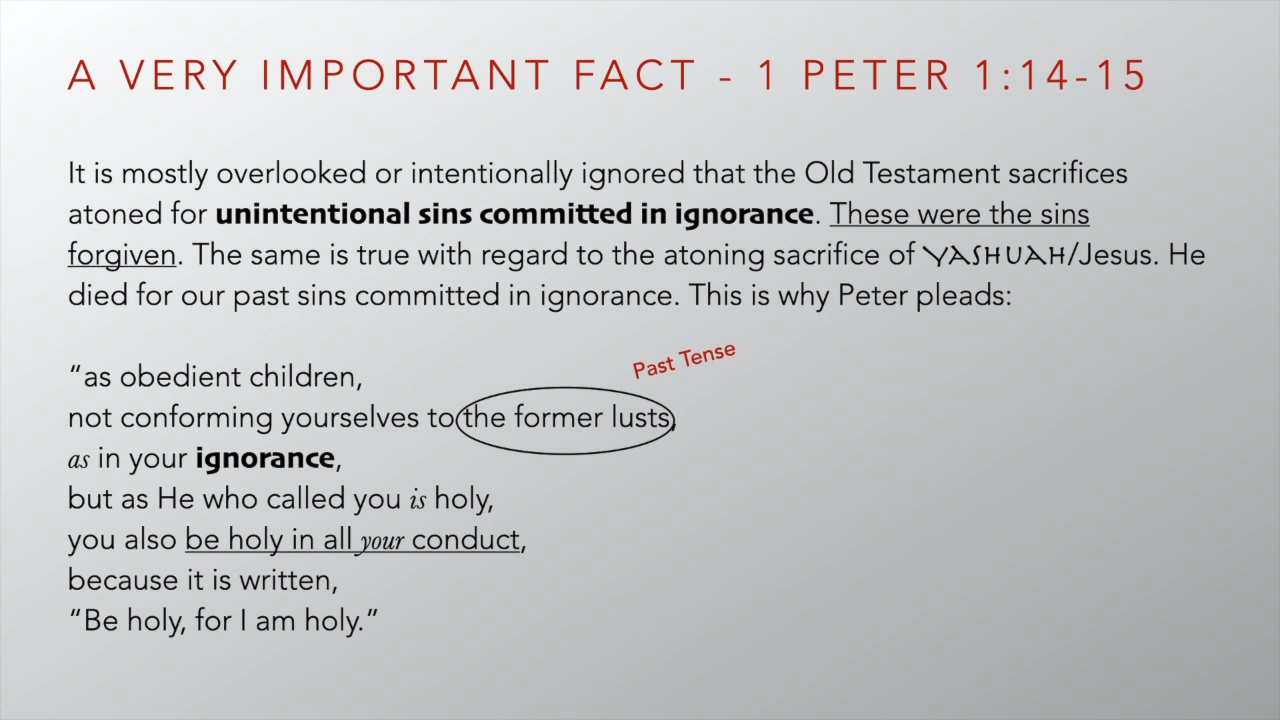 A VERY IMPORTANT FACT - 1 PETER 1:14-15
It is mostly overlooked or intentionally ignored that the Old Testament sacrifices
atoned for unintentional sins committed in ignorance. These were the sins
forgiven. The same is true with regard to the atoning sacrifice of YASHUAH/Jesus. He
died for our past sins committed in ignorance. This is why Peter pleads:
Past Tense
“as obedient children,
not conforming yourselves to the former lusts,
as in your ignorance,
but as He who called you is holy,
you also be holy in all your conduct,
because it is written,
“Be holy, for I am holy.”